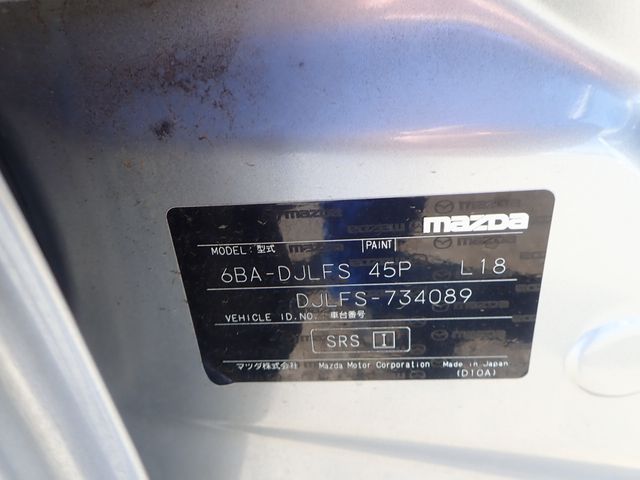 mazda
MODEL: 型式 PAINT
6BA-DJLFS 45P L18
DJLFS-734089
VEHICLE ID.NO. 車台番号
SRS I
マツダ株式会社 Mazda Motor Corporation Made in Japan
(D10A)